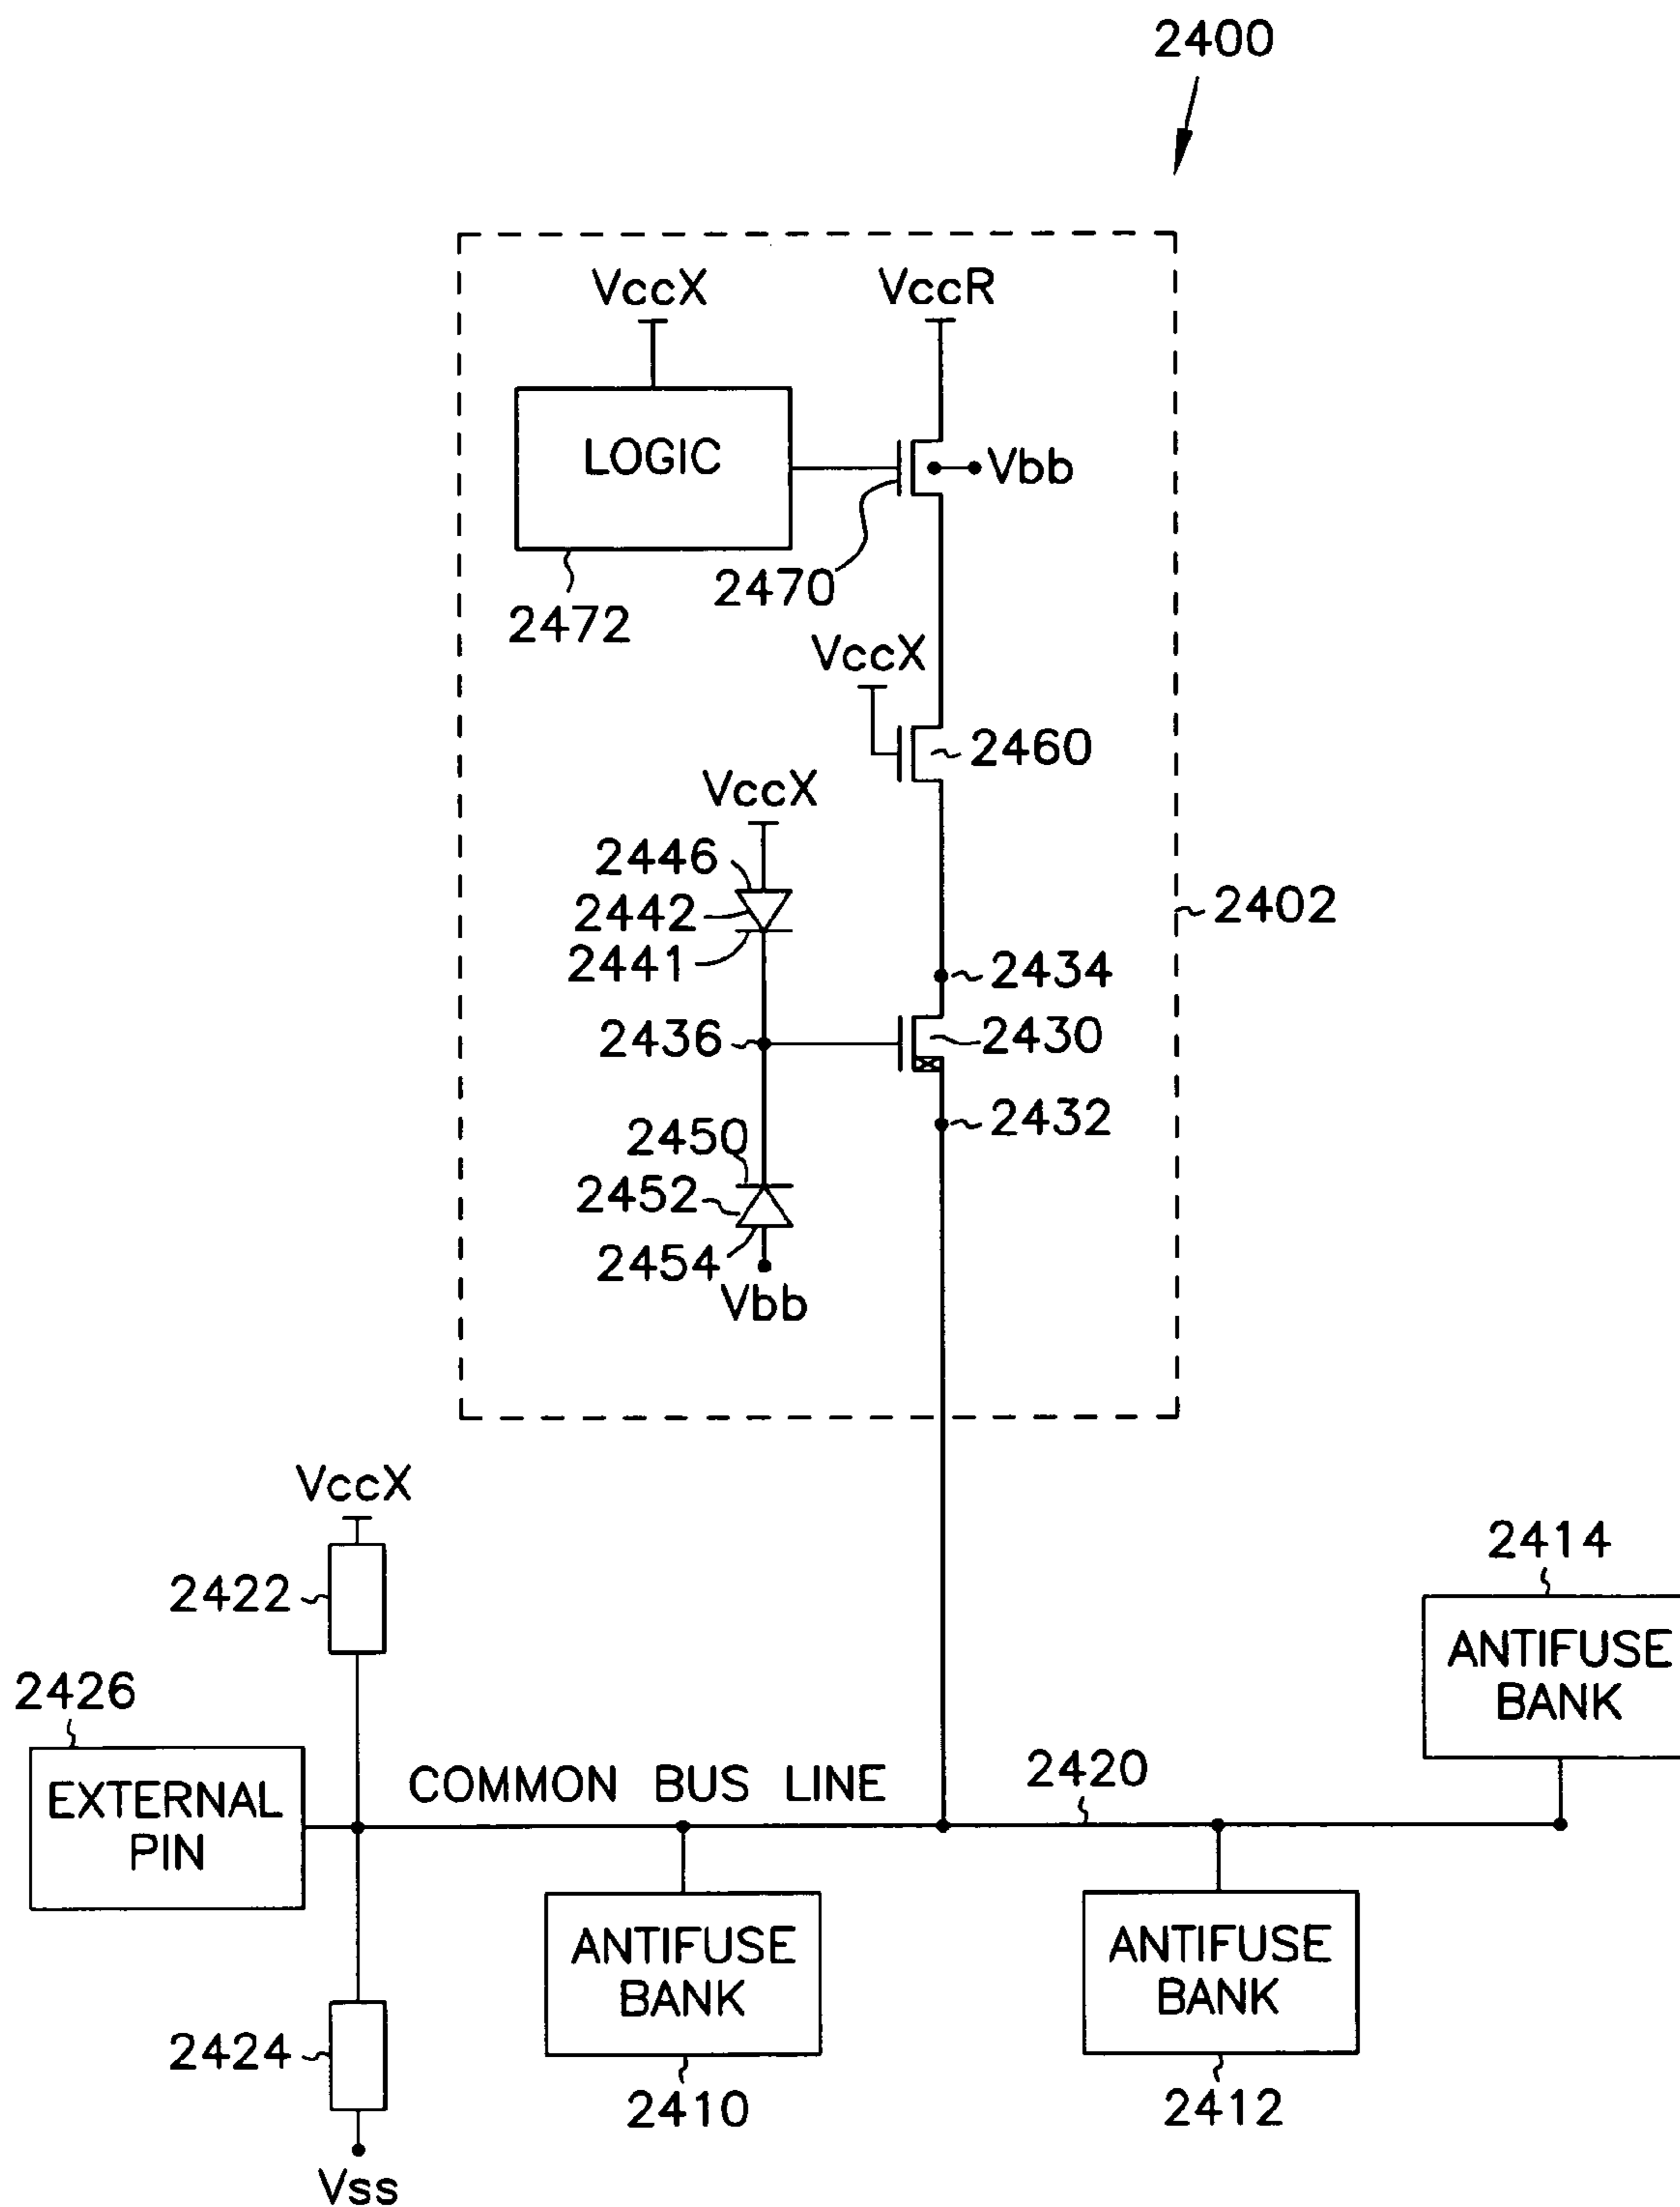 2400
VccX
VccR
LOGIC
Vbb
2470
2472
VccX
2460
VccX
2446
2442
2402
2441
2434
2436
2430
2432
2450
2452
2454
Vbb
VccX
2414
2422
ANTIFUSE
BANK
2426
2420
COMMON BUS LINE
EXTERNAL
PIN
ANTIFUSE
BANK
ANTIFUSE
BANK
2424
2410
2412
Vss